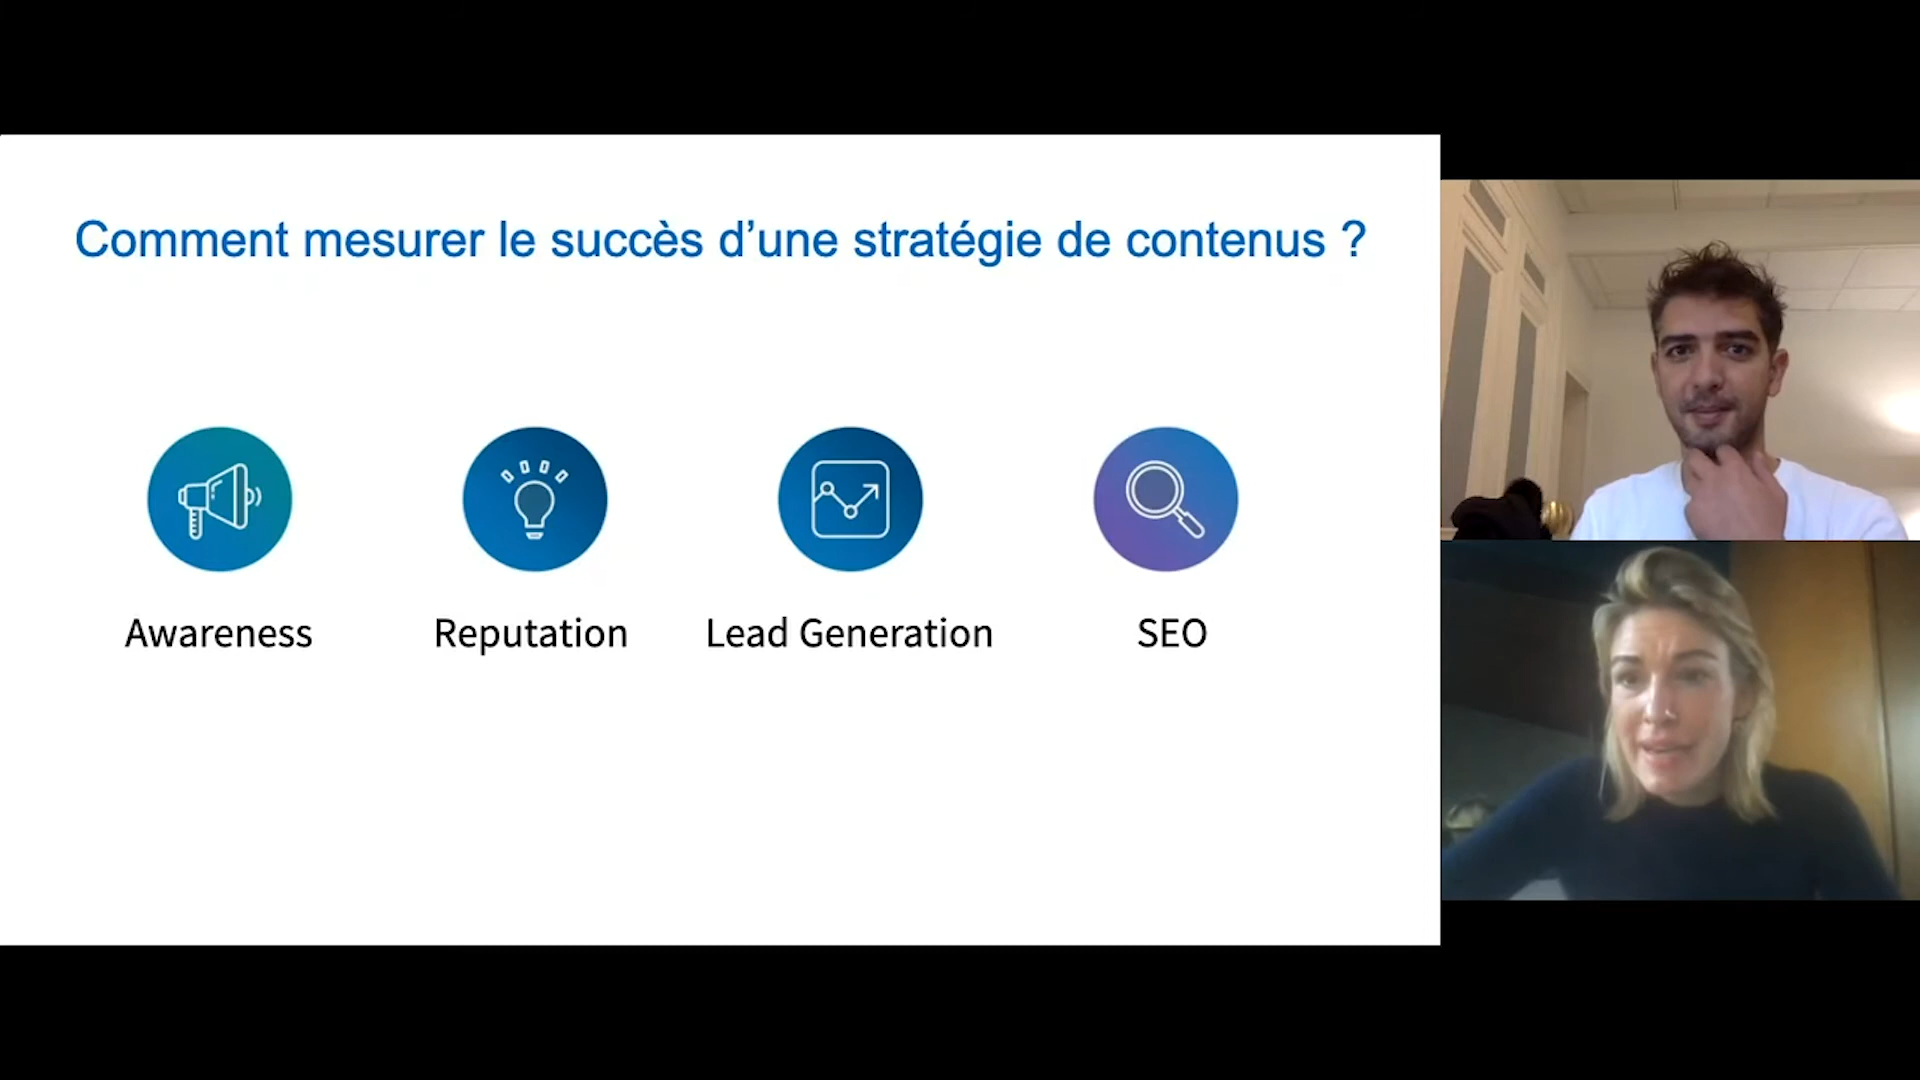 Comment mesurer le succès d’une stratégie de contenus ?
Awareness
Reputation
Lead Generation
SEO